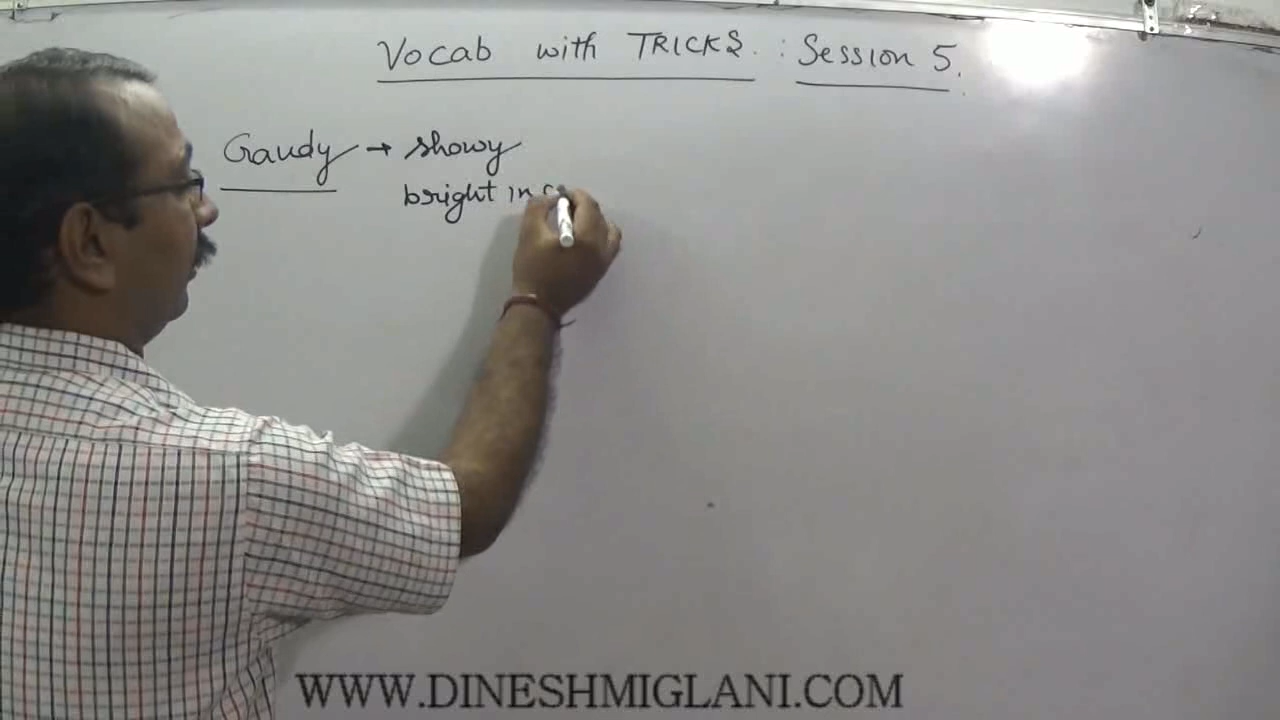 Vocab with TRICKS. : Session 5.
Gaudy → showy
bright in
WWW.DINESHMIGLANI.COM